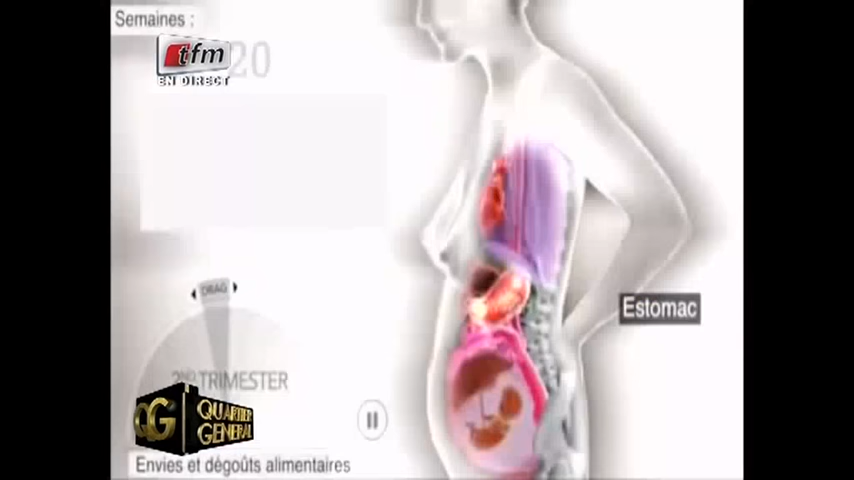 Semaines :
20
tfm
EN DIRECT
DRAG
Estomac
2ND TRIMESTER
QG QUARTIER
GENERAL
Envies et dégoûts alimentaires